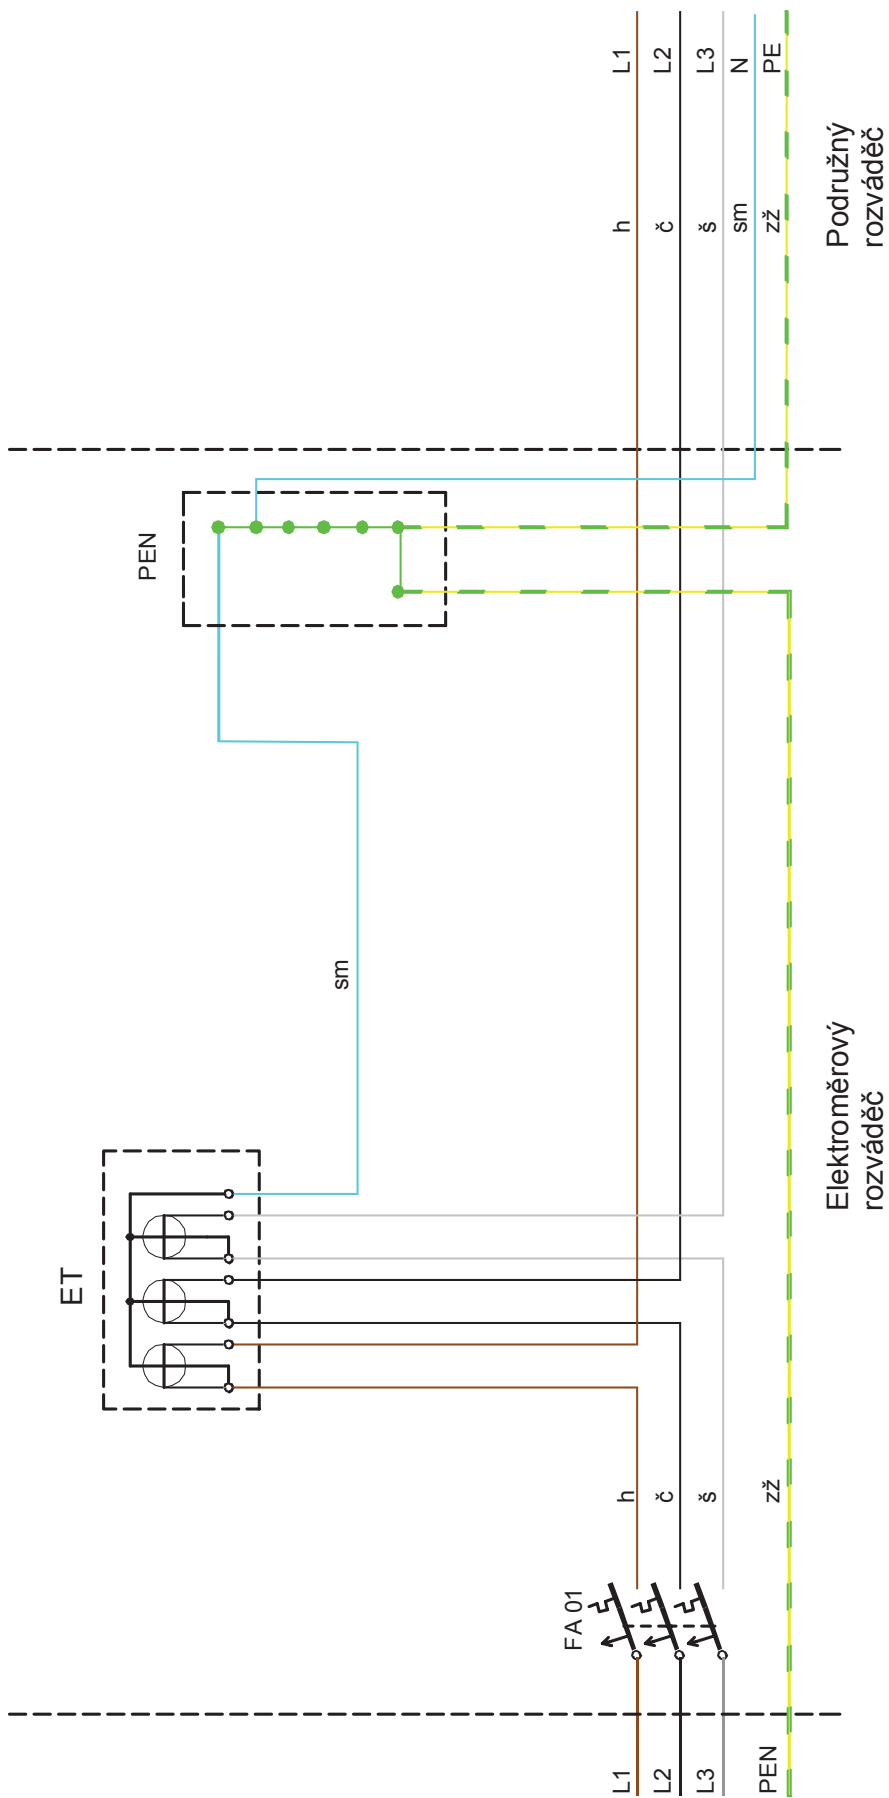 ET
PEN
sm
FA 01
L1
L2
L3
PEN
h
č
š
zž
h
č
š
sm
zž
L1
L2
L3
N
PE
Elektroměrový
rozváděč
Podružný
rozváděč